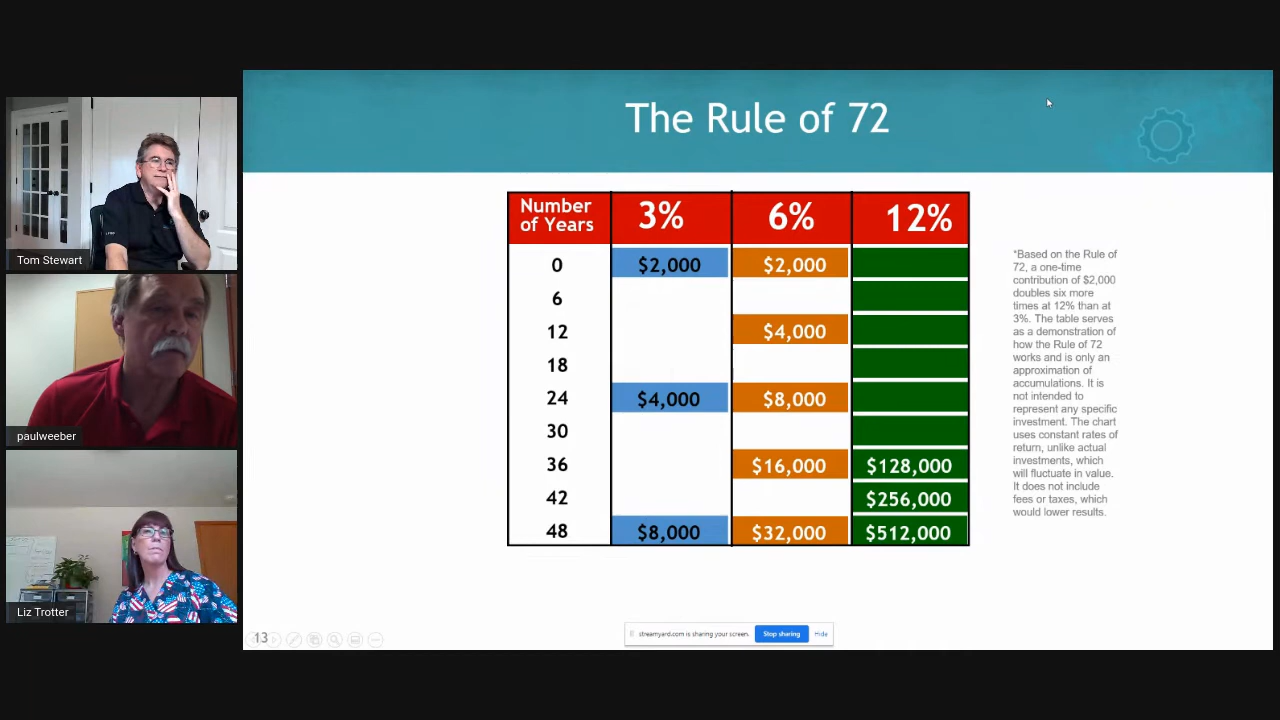 The Rule of 72
Number
of Years
3%
6%
12%
0
$2,000
$2,000
6
12
$4,000
18
24
$4,000
$8,000
30
36
$16,000
$128,000
42
$256,000
48
$8,000
$32,000
$512,000
*Based on the Rule of
72, a one-time
contribution of $2,000
doubles six more
times at 12% than at
3%. The table serves
as a demonstration of
how the Rule of 72
works and is only an
approximation of
accumulations. It is
not intended to
represent any specific
investment. The chart
uses constant rates of
return, unlike actual
investments, which
will fluctuate in value.
It does not include
fees or taxes, which
would lower results.
Tom Stewart
paulweeber
Liz Trotter
13
streamyard.com is sharing your screen.
Stop sharing
Hide